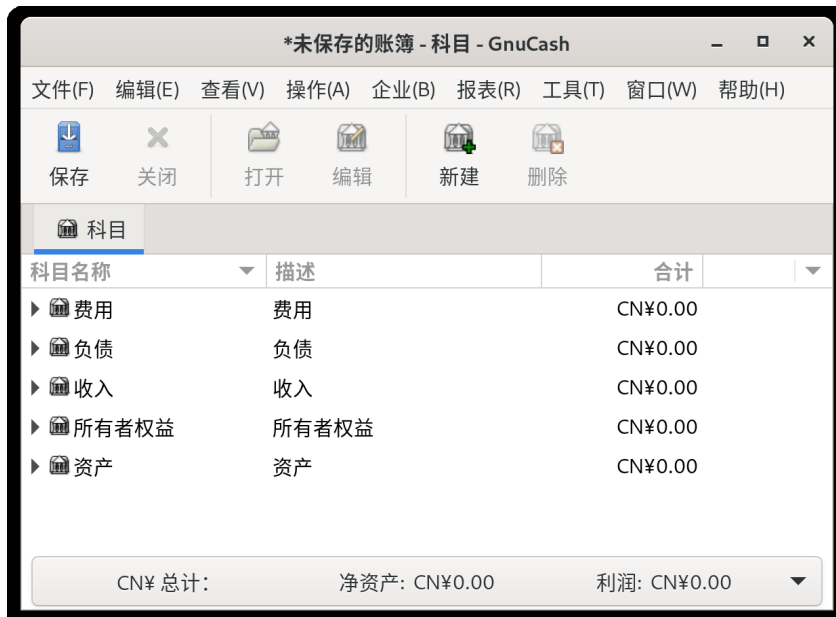 *未保存的账簿 - 科目 - GnuCash
文件(F) 编辑(E) 查看(V) 操作(A) 企业(B) 报表(R) 工具(T) 窗口(W) 帮助(H)
保存 关闭 打开 编辑 新建 删除
科目
科目名称 描述 合计
费用 费用 CN¥0.00
负债 负债 CN¥0.00
收入 收入 CN¥0.00
所有者权益 所有者权益 CN¥0.00
资产 资产 CN¥0.00
CN¥ 总计: 净资产: CN¥0.00 利润: CN¥0.00